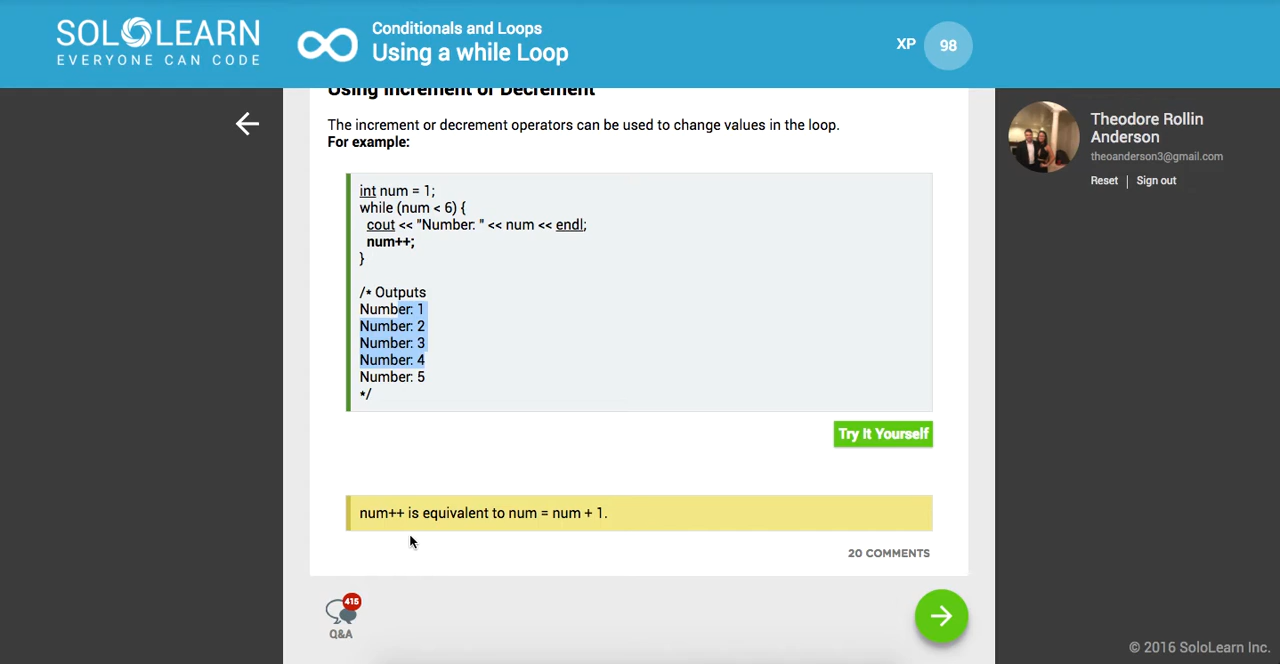 SOLOLEARN
EVERYONE CAN CODE
Conditionals and Loops
Using a while Loop
XP 98
Using Increment or Decrement
The increment or decrement operators can be used to change values in the loop.
For example:
int num = 1;
while (num < 6) {
cout << "Number: " << num << endl;
num++;
}
/* Outputs
Number: 1
Number: 2
Number: 3
Number: 4
Number: 5
*/
Try It Yourself
num++ is equivalent to num = num + 1.
20 COMMENTS
415
Q&A
Theodore Rollin
Anderson
theoanderson3@gmail.com
Reset | Sign out
© 2016 SoloLearn Inc.